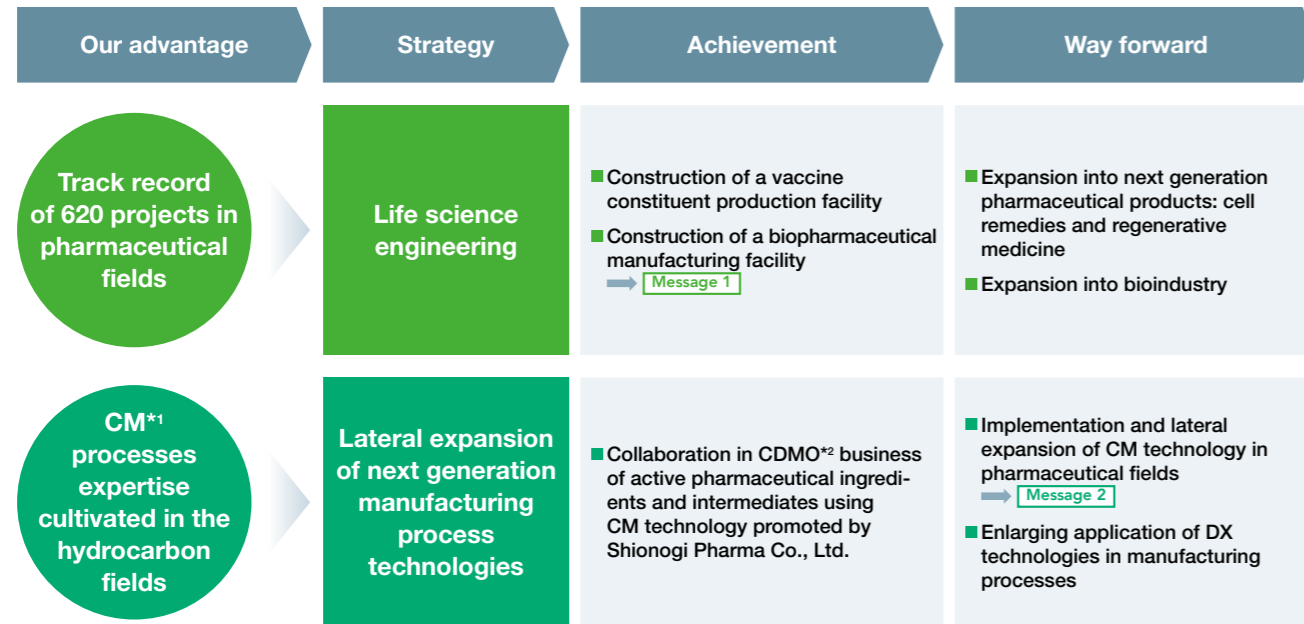 Our advantage
Strategy
Achievement
Way forward
Track record
of 620 projects in
pharmaceutical
fields
Life science
engineering
■ Construction of a vaccine
constituent production facility
■ Construction of a biopharmaceutical
manufacturing facility
Message 1
■ Expansion into next generation
pharmaceutical products: cell
remedies and regenerative
medicine
■ Expansion into bioindustry
CM*1
processes
expertise
cultivated in the
hydrocarbon
fields
Lateral expansion
of next generation
manufacturing
process
technologies
■ Collaboration in CDMO*2 business
of active pharmaceutical ingredi-
ents and intermediates using
CM technology promoted by
Shionogi Pharma Co., Ltd.
■ Implementation and lateral
expansion of CM technology in
pharmaceutical fields
Message 2
■ Enlarging application of DX
technologies in manufacturing
processes